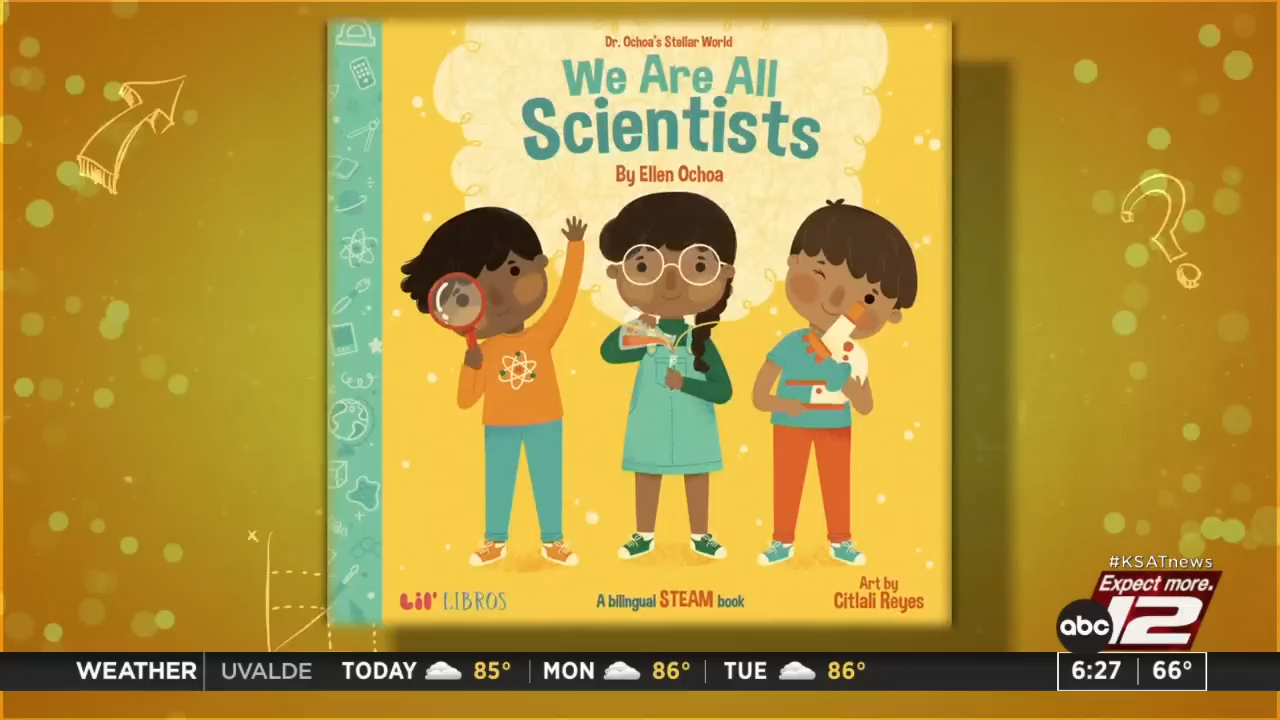 Dr. Ochoa's Stellar World
We Are All
Scientists
By Ellen Ochoa
LiL' LIBROS
A bilingual STEAM book
Art by
Citlali Reyes
#KSATnews
Expect more.
abc 12
WEATHER UVALDE TODAY 85° MON 86° TUE 86° 6:27 66°